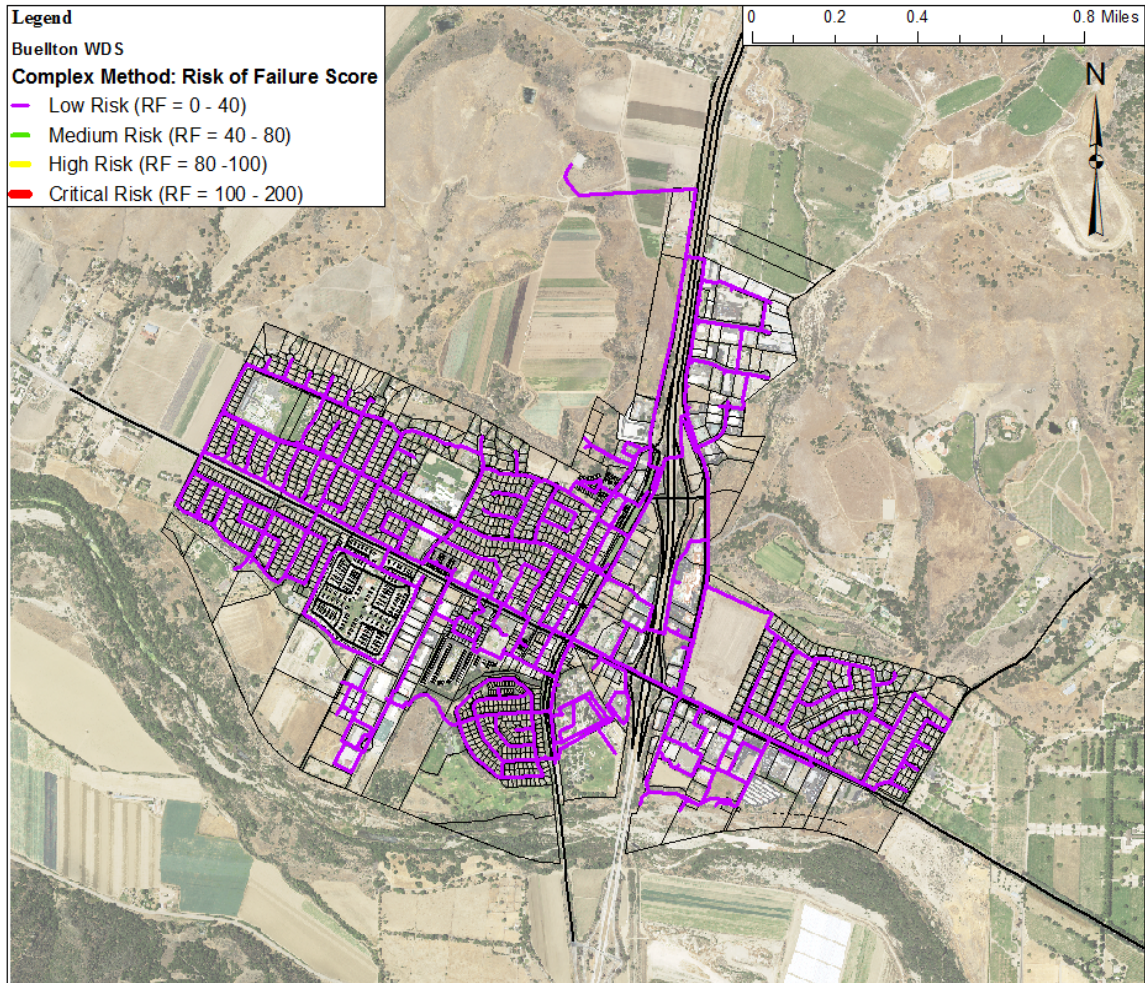 Legend
Buellton WDS
Complex Method: Risk of Failure Score
Low Risk (RF = 0 - 40)
Medium Risk (RF = 40 - 80)
High Risk (RF = 80 -100)
Critical Risk (RF = 100 - 200)
0 0.2 0.4 0.8 Miles
N